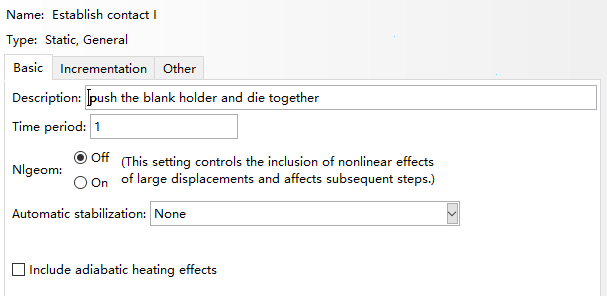 Name: Establish contact I
Type: Static, General
Basic Incrementation Other
Description: push the blank holder and die together
Time period: 1
Nlgeom: Off (This setting controls the inclusion of nonlinear effects
On of large displacements and affects subsequent steps.)
Automatic stabilization: None
Include adiabatic heating effects